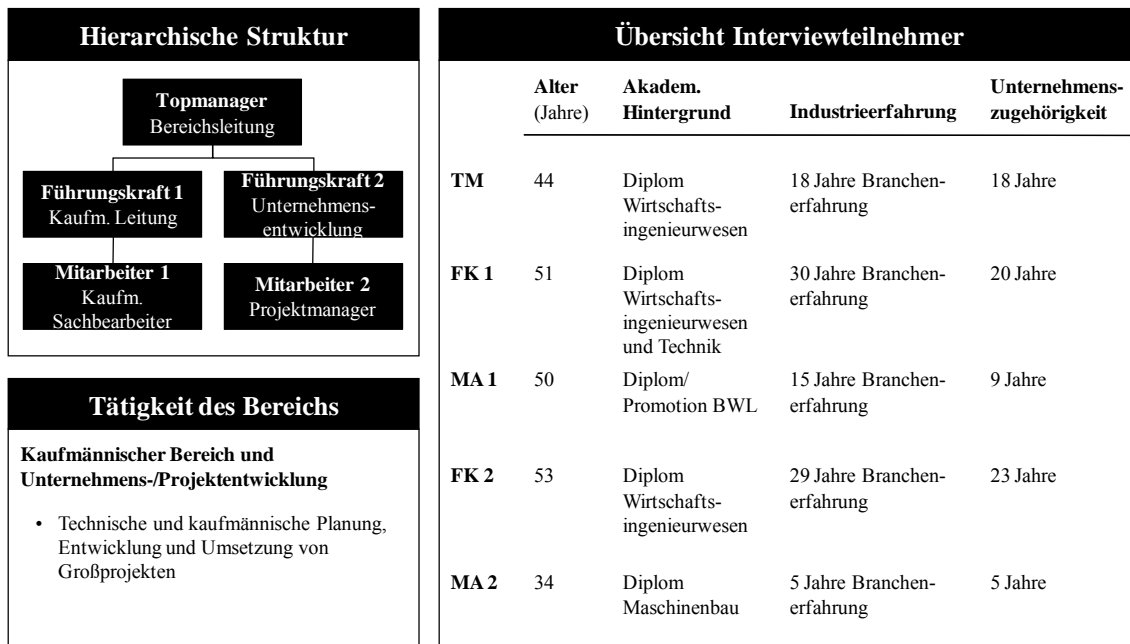 Hierarchische Struktur
Topmanager
Bereichsleitung
Führungskraft 1
Kaufm. Leitung
Führungskraft 2
Unternehmens-
entwicklung
Mitarbeiter 1
Kaufm.
Sachbearbeiter
Mitarbeiter 2
Projektmanager
Tätigkeit des Bereichs
Kaufmännischer Bereich und
Unternehmens-/Projektentwicklung
• Technische und kaufmännische Planung,
Entwicklung und Umsetzung von
Großprojekten
Übersicht Interviewteilnehmer
Alter
(Jahre)
Akadem.
Hintergrund
Industrieerfahrung
Unternehmens-
zugehörigkeit
TM
44
Diplom
Wirtschafts-
ingenieurwesen
18 Jahre Branchen-
erfahrung
18 Jahre
FK 1
51
Diplom
Wirtschafts-
ingenieurwesen
und Technik
30 Jahre Branchen-
erfahrung
20 Jahre
MA 1
50
Diplom/
Promotion BWL
15 Jahre Branchen-
erfahrung
9 Jahre
FK 2
53
Diplom
Wirtschafts-
ingenieurwesen
29 Jahre Branchen-
erfahrung
23 Jahre
MA 2
34
Diplom
Maschinenbau
5 Jahre Branchen-
erfahrung
5 Jahre